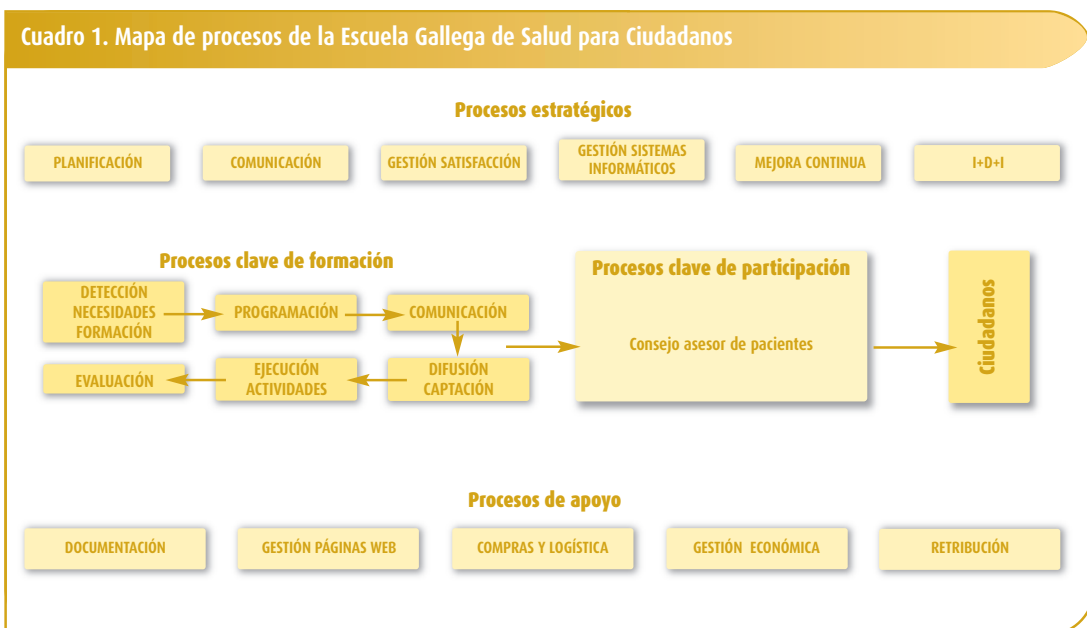 Cuadro 1. Mapa de procesos de la Escuela Gallega de Salud para Ciudadanos
Procesos estratégicos
PLANIFICACIÓN
COMUNICACIÓN
GESTIÓN SATISFACCIÓN
GESTIÓN SISTEMAS
INFORMÁTICOS
MEJORA CONTINUA
I+D+I
Procesos clave de formación
DETECCIÓN
NECESIDADES
FORMACIÓN
PROGRAMACIÓN
COMUNICACIÓN
EVALUACIÓN
EJECUCIÓN
ACTIVIDADES
DIFUSIÓN
CAPTACIÓN
Procesos clave de participación
Consejo asesor de pacientes
Ciudadanos
Procesos de apoyo
DOCUMENTACIÓN
GESTIÓN PÁGINAS WEB
COMPRAS Y LOGÍSTICA
GESTIÓN ECONÓMICA
RETRIBUCIÓN